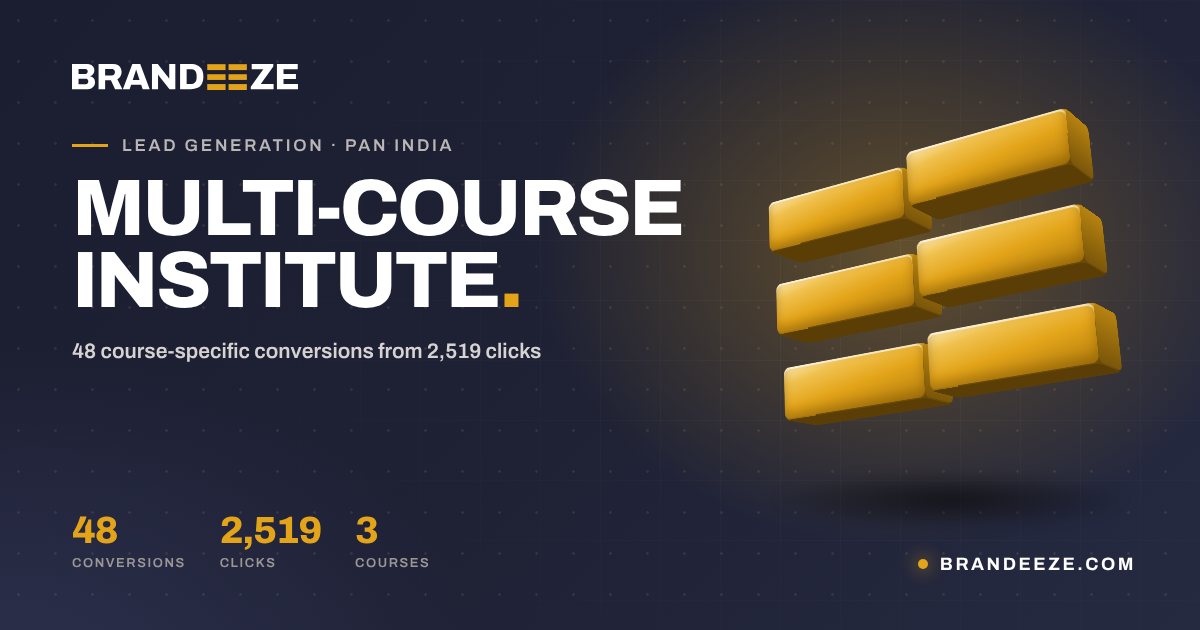 BRANDEEZE
LEAD GENERATION · PAN INDIA
MULTI-COURSE
INSTITUTE.
48 course-specific conversions from 2,519 clicks
48 2,519 3
CONVERSIONS CLICKS COURSES
BRANDEEZE.COM